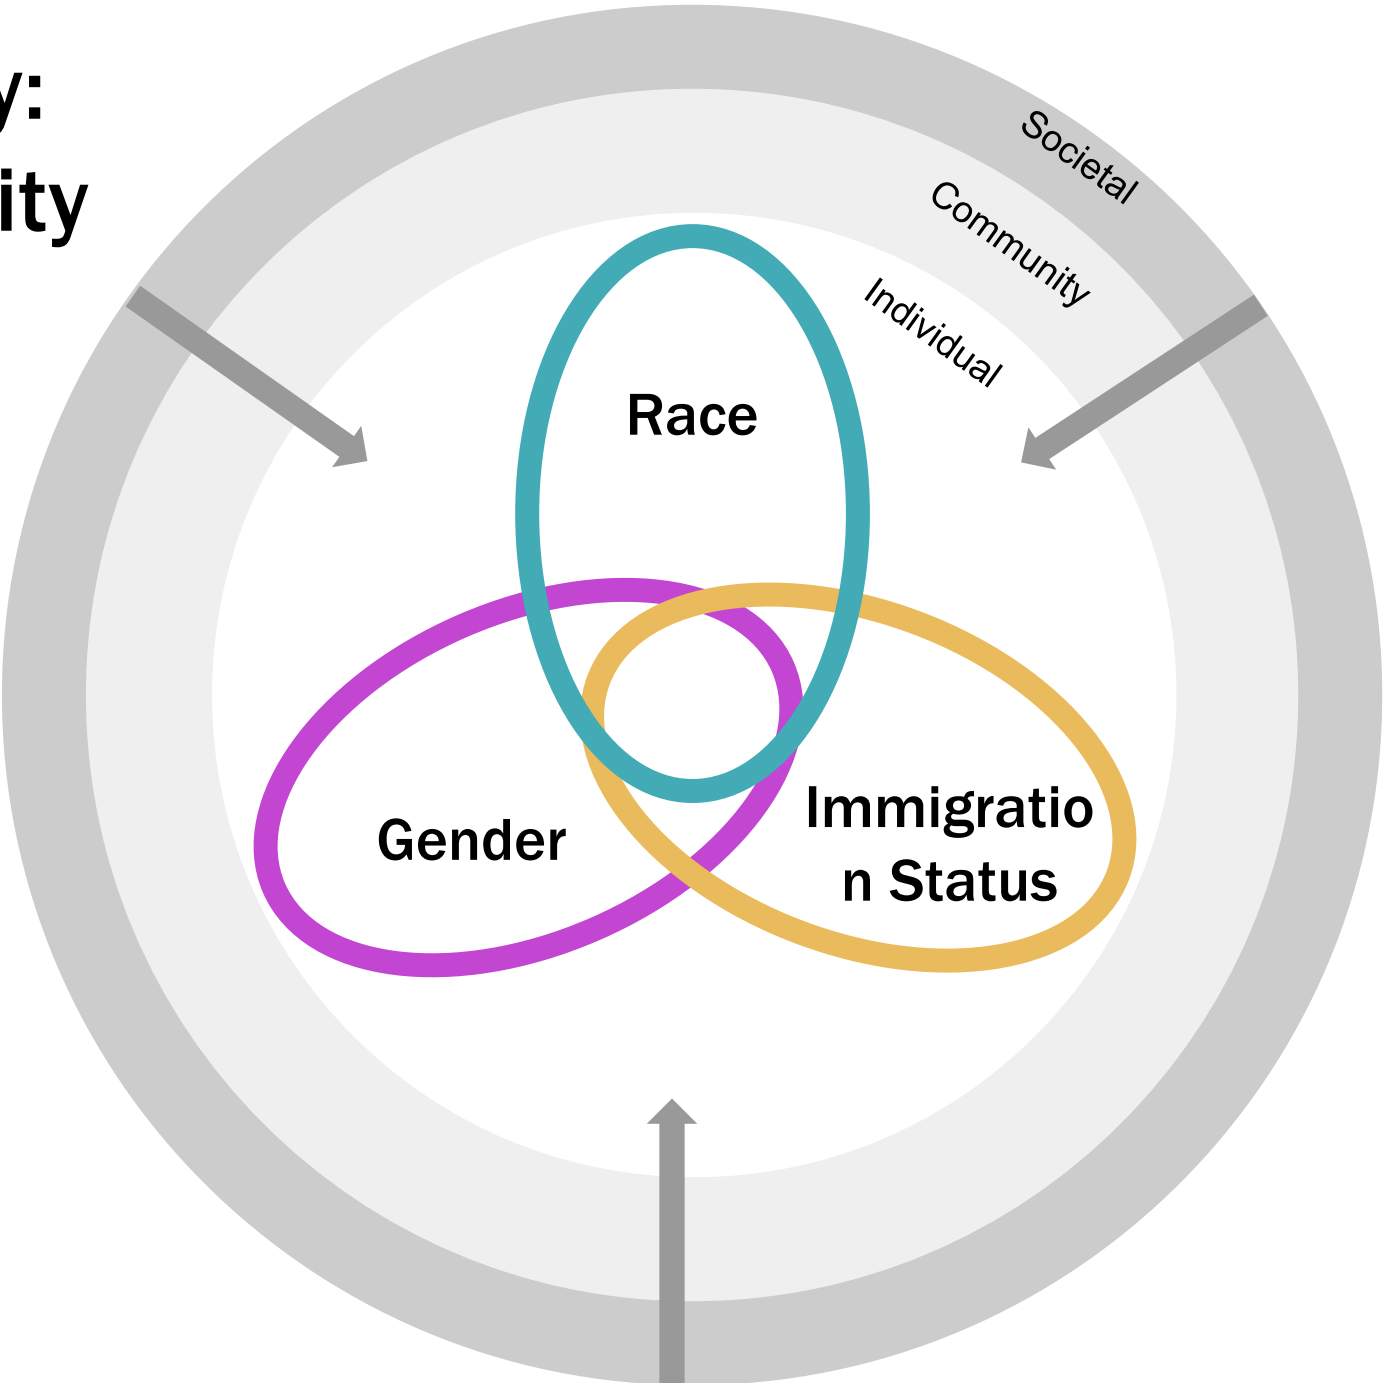 y:
ity
Societal
Community
Individual
Race
Gender
Immigratio
n Status